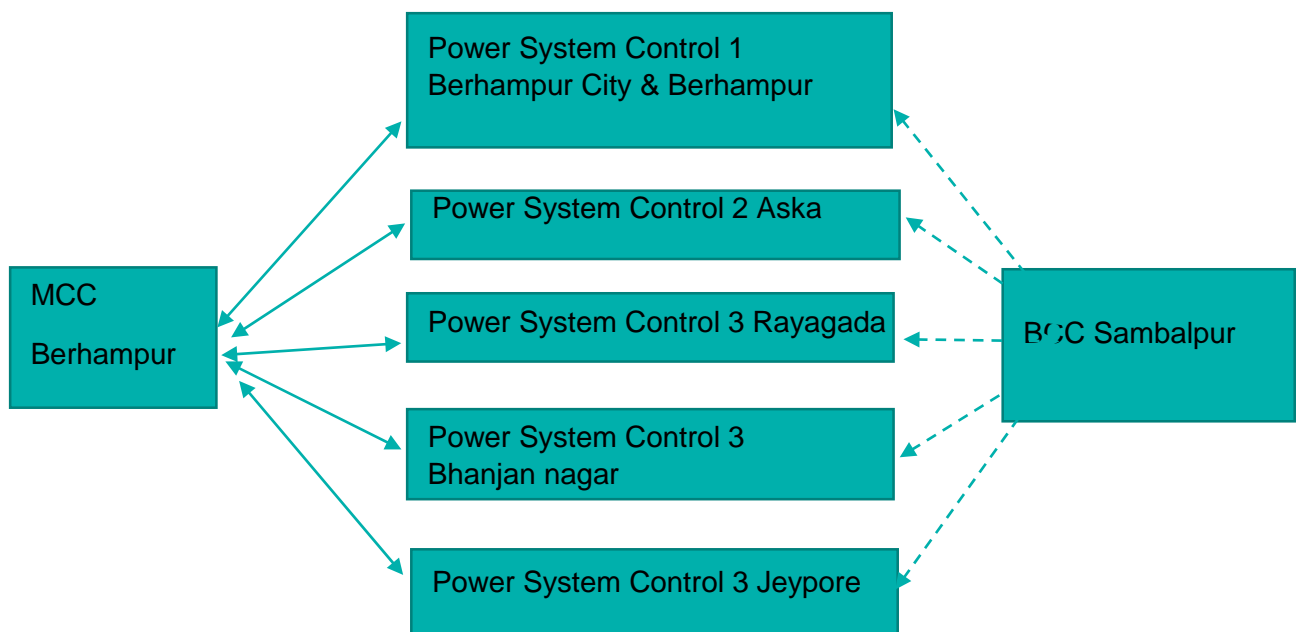 Power System Control 1
Berhampur City & Berhampur
Power System Control 2 Aska
MCC
Berhampur
Power System Control 3 Rayagada
BCC Sambalpur
Power System Control 3
Bhanjan nagar
Power System Control 3 Jeypore